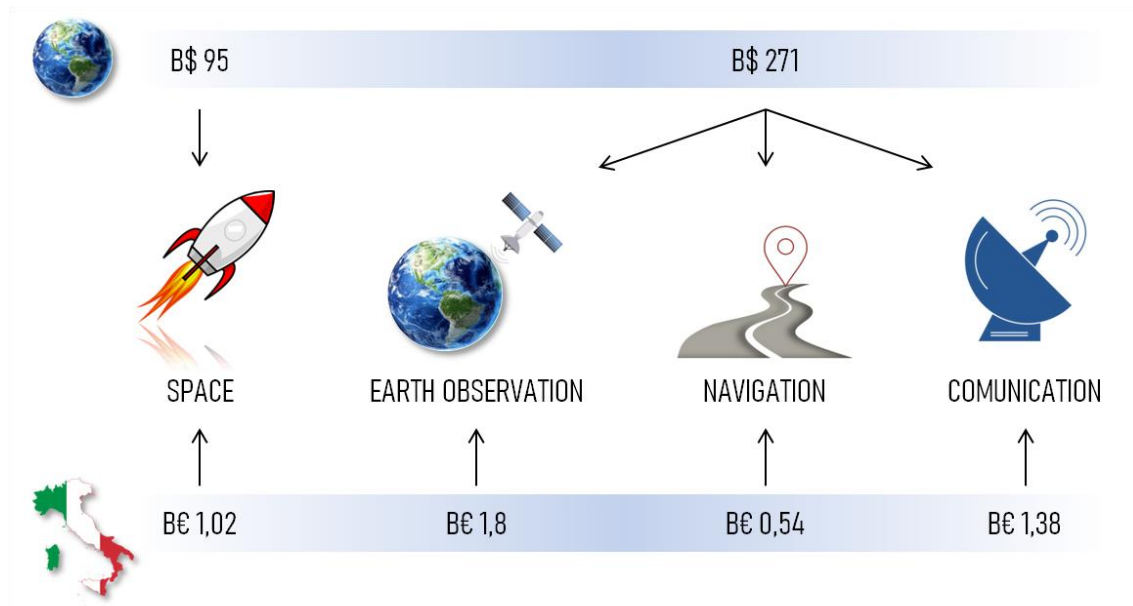 B$ 95
B$ 271
SPACE
EARTH OBSERVATION
NAVIGATION
COMUNICATION
B€ 1,02
B€ 1,8
B€ 0,54
B€ 1,38